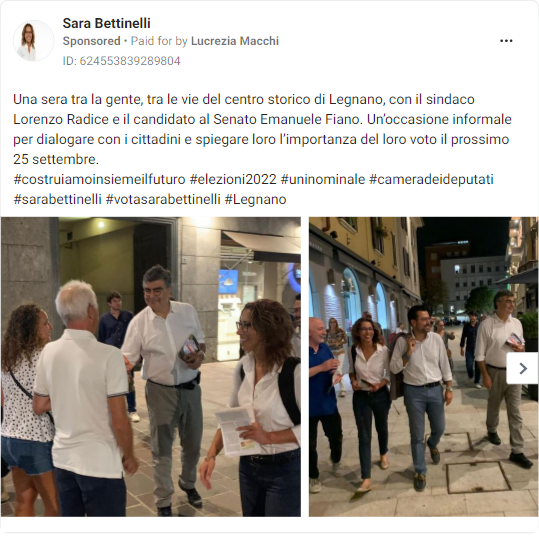 Sara Bettinelli
Sponsored • Paid for by Lucrezia Macchi
ID: 624553839289804
Una sera tra la gente, tra le vie del centro storico di Legnano, con il sindaco
Lorenzo Radice e il candidato al Senato Emanuele Fiano. Un’occasione informale
per dialogare con i cittadini e spiegare loro l’importanza del loro voto il prossimo
25 settembre.
#costruiamoinsiemeilfuturo #elezioni2022 #uninominale #cameradeideputati
#sarabettinelli #votasarabettinelli #Legnano